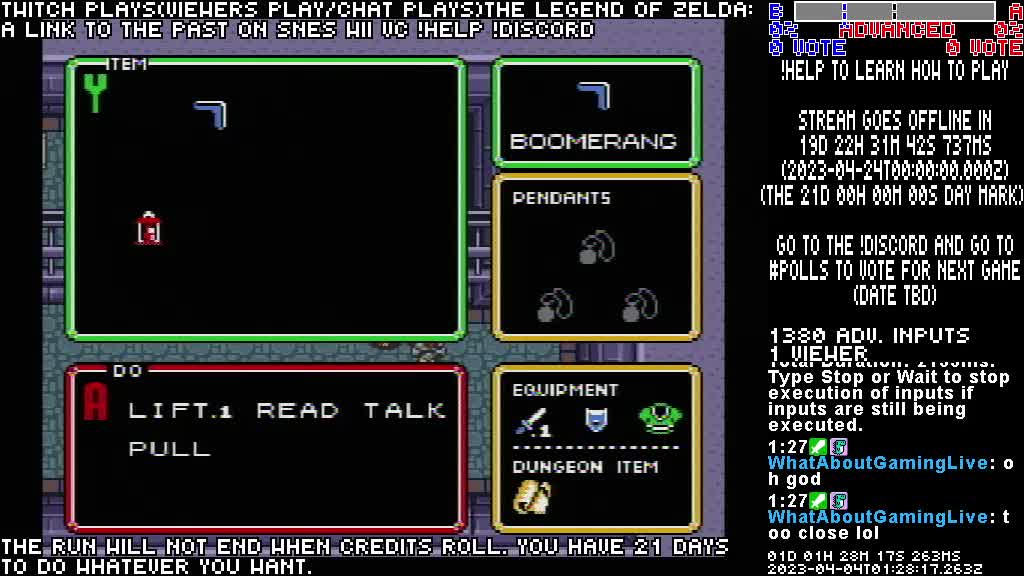 TWITCH PLAYS(VIEWERS PLAY/CHAT PLAYS)THE LEGEND OF ZELDA:
A LINK TO THE PAST ON SNES WII VC !HELP !DISCORD
ITEM
Y
BOOMERANG
PENDANTS
DO
A
LIFT.1 READ TALK
PULL
EQUIPMENT
.1
DUNGEON ITEM
THE RUN WILL NOT END WHEN CREDITS ROLL. YOU HAVE 21 DAYS
TO DO WHATEVER YOU WANT.
B A
0% ADVANCED 0%
0 VOTE 0 VOTE
!HELP TO LEARN HOW TO PLAY
STREAM GOES OFFLINE IN
19D 22H 31M 42S 737MS
(2023-04-24T00:00:00.000Z)
(THE 21D 00H 00M 00S DAY MARK)
GO TO THE !DISCORD AND GO TO
#POLLS TO VOTE FOR NEXT GAME
(DATE TBD)
1380 ADV. INPUTS
1 VIEWER
Type Stop or Wait to stop
execution of inputs if
inputs are still being
executed.
1:27
WhatAboutGamingLive: o
h god
1:27
WhatAboutGamingLive: t
oo close lol
01D 01H 28M 17S 263MS
2023-04-04T01:28:17.263Z